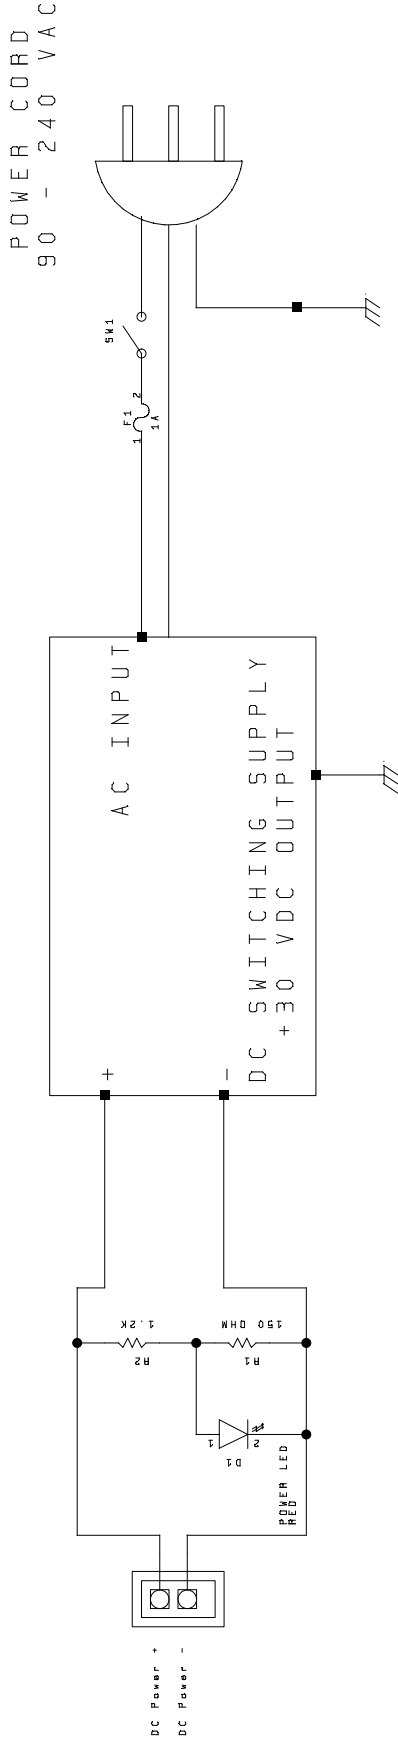 POWER CORD
90 - 240 VAC
SW1
2
F1
1A
1
AC INPUT
DC SWITCHING SUPPLY
+30 VDC OUTPUT
+
-
1.2K
150 OHM
R2
R1
1
2
D1
POWER LED
RED
DC Power +
DC Power -